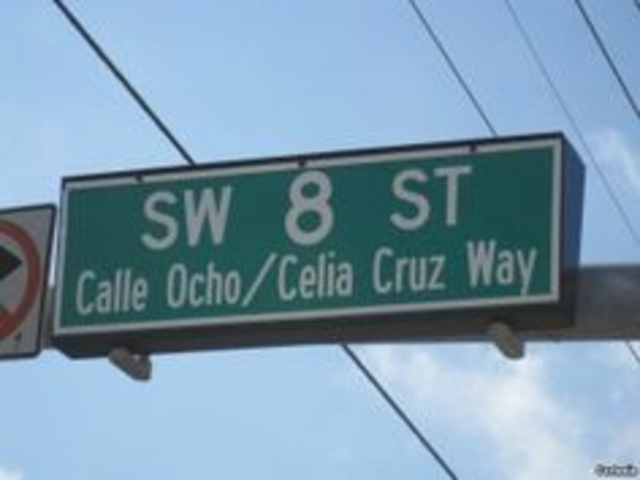 SW 8 ST
Calle Ocho/Celia Cruz Way